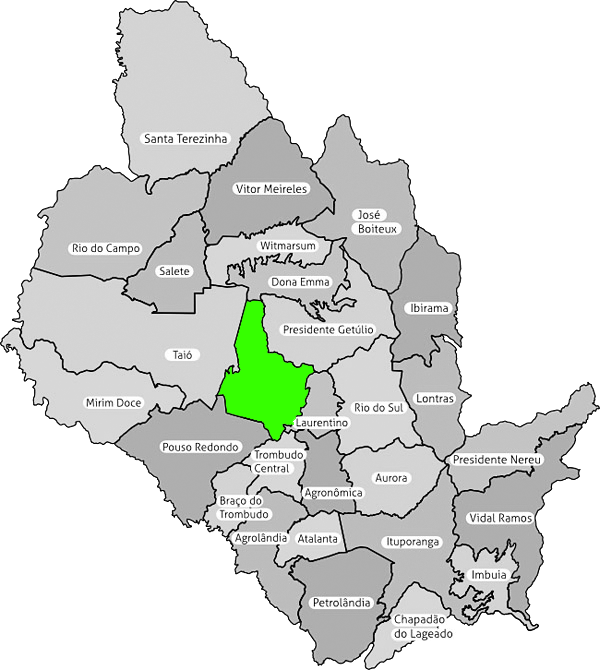 Santa Terezinha
Vitor Meireles
José
Boiteux
Rio do Campo
Witmarsum
Salete
Dona Emma
Ibirama
Presidente Getúlio
Taió
Mirim Doce
Lontras
Rio do Sul
Laurentino
Pouso Redondo
Trombudo
Central
Presidente Nereu
Aurora
Agronômica
Braço do
Trombudo
Vidal Ramos
Agrolândia
Atalanta
Ituporanga
Imbuia
Petrolândia
Chapadão
do Lageado